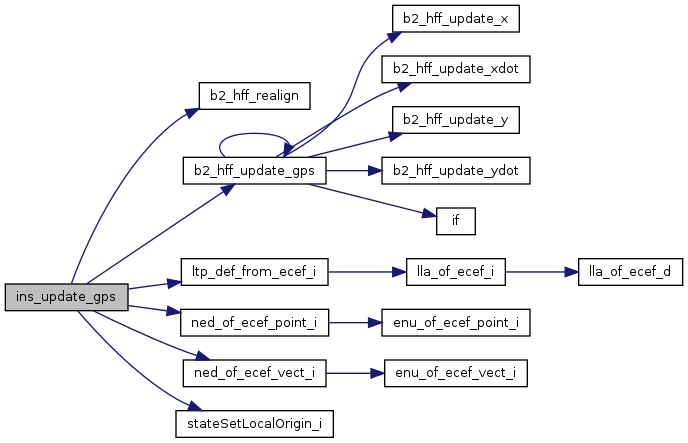 b2_hff_update_x
b2_hff_update_xdot
b2_hff_realign
b2_hff_update_y
b2_hff_update_gps
b2_hff_update_ydot
if
ltp_def_from_ecef_i
lla_of_ecef_i
lla_of_ecef_d
ins_update_gps
ned_of_ecef_point_i
enu_of_ecef_point_i
ned_of_ecef_vect_i
enu_of_ecef_vect_i
stateSetLocalOrigin_i